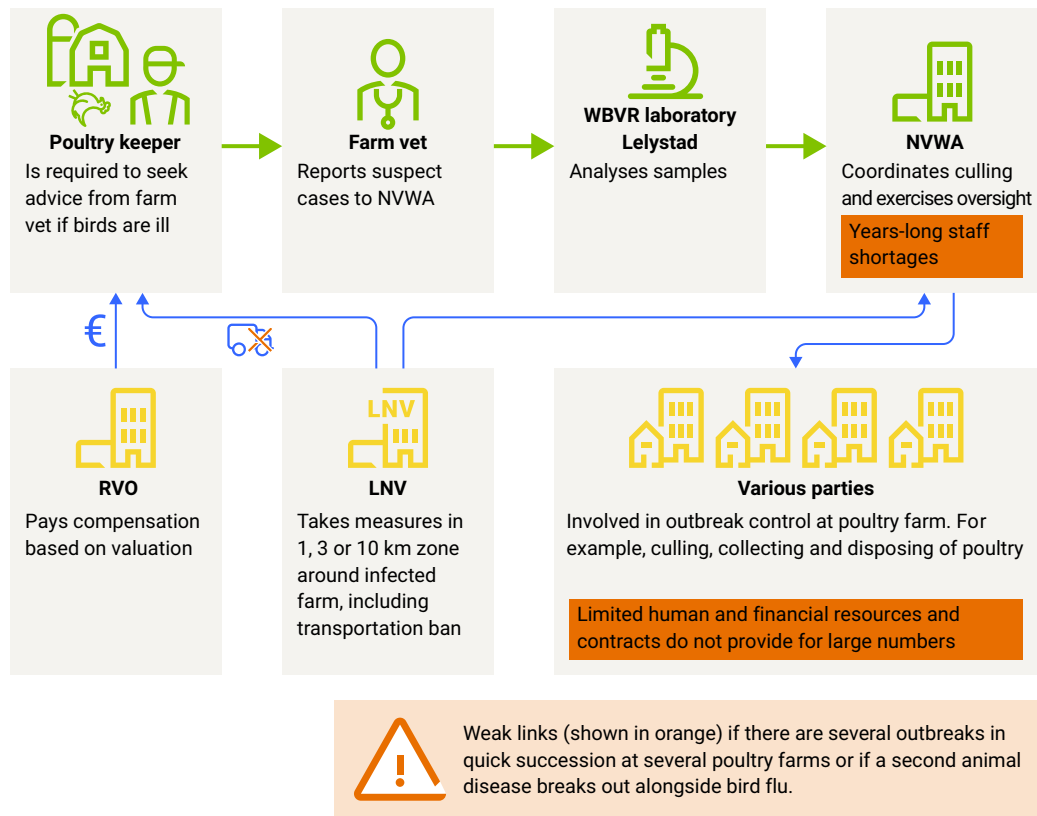 Poultry keeper
Is required to seek
advice from farm
vet if birds are ill
Farm vet
Reports suspect
cases to NVWA
WBVR laboratory
Lelystad
Analyses samples
NVWA
Coordinates culling
and exercises oversight
Years-long staff
shortages
€
RVO
Pays compensation
based on valuation
LNV
LNV
Takes measures in
1, 3 or 10 km zone
around infected
farm, including
transportation ban
Various parties
Involved in outbreak control at poultry farm. For
example, culling, collecting and disposing of poultry
Limited human and financial resources and
contracts do not provide for large numbers
Weak links (shown in orange) if there are several outbreaks in
quick succession at several poultry farms or if a second animal
disease breaks out alongside bird flu.